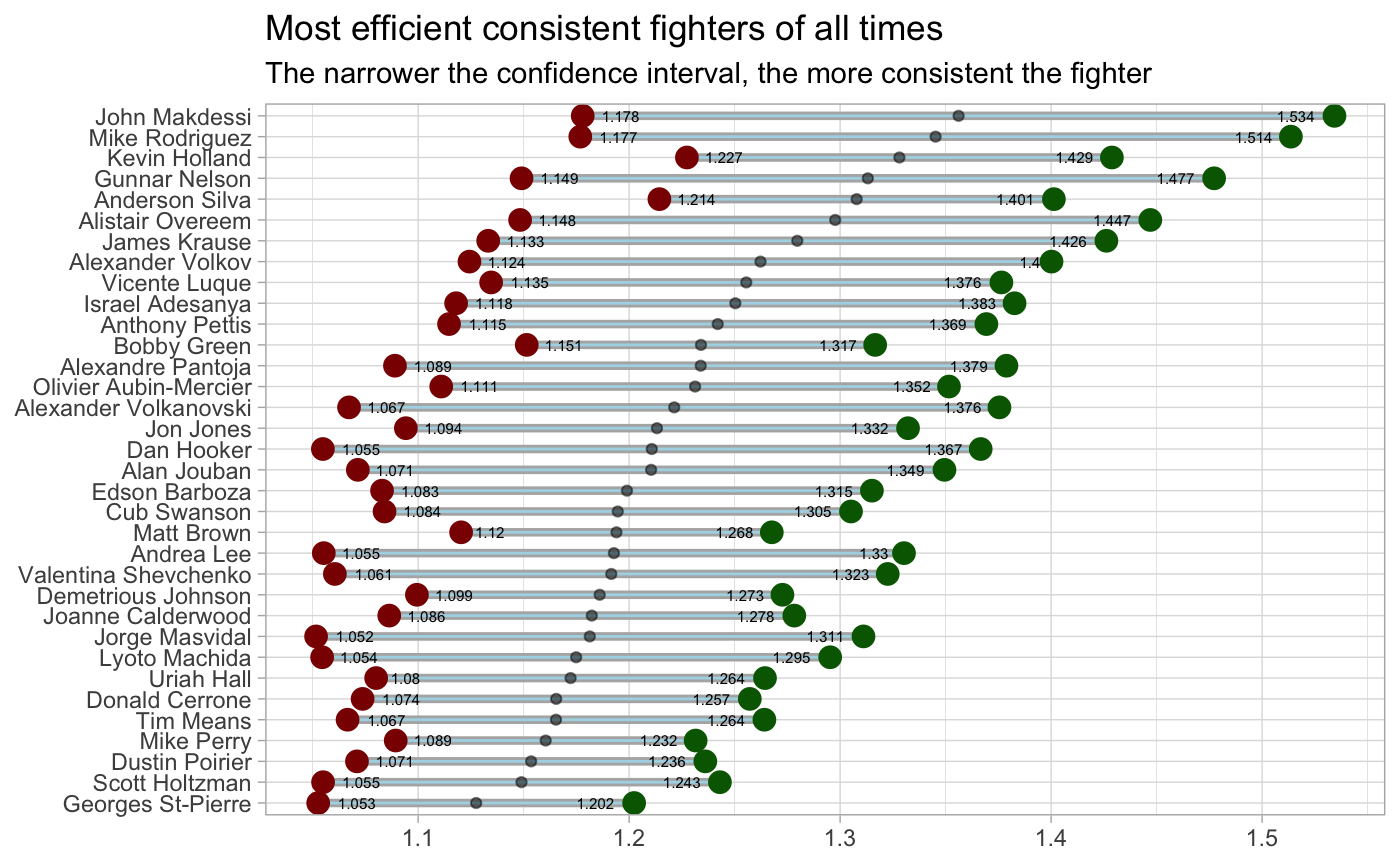 Most efficient consistent fighters of all times
The narrower the confidence interval, the more consistent the fighter
John Makdessi 1.178 1.534
Mike Rodriguez 1.177 1.514
Kevin Holland 1.227 1.429
Gunnar Nelson 1.149 1.477
Anderson Silva 1.214 1.401
Alistair Overeem 1.148 1.447
James Krause 1.133 1.426
Alexander Volkov 1.124 1.4
Vicente Luque 1.135 1.376
Israel Adesanya 1.118 1.383
Anthony Pettis 1.115 1.369
Bobby Green 1.151 1.317
Alexandre Pantoja 1.089 1.379
Olivier Aubin-Mercier 1.111 1.352
Alexander Volkanovski 1.067 1.376
Jon Jones 1.094 1.332
Dan Hooker 1.055 1.367
Alan Jouban 1.071 1.349
Edson Barboza 1.083 1.315
Cub Swanson 1.084 1.305
Matt Brown 1.12 1.268
Andrea Lee 1.055 1.33
Valentina Shevchenko 1.061 1.323
Demetrious Johnson 1.099 1.273
Joanne Calderwood 1.086 1.278
Jorge Masvidal 1.052 1.311
Lyoto Machida 1.054 1.295
Uriah Hall 1.08 1.264
Donald Cerrone 1.074 1.257
Tim Means 1.067 1.264
Mike Perry 1.089 1.232
Dustin Poirier 1.071 1.236
Scott Holtzman 1.055 1.243
Georges St-Pierre 1.053 1.202
1.1 1.2 1.3 1.4 1.5